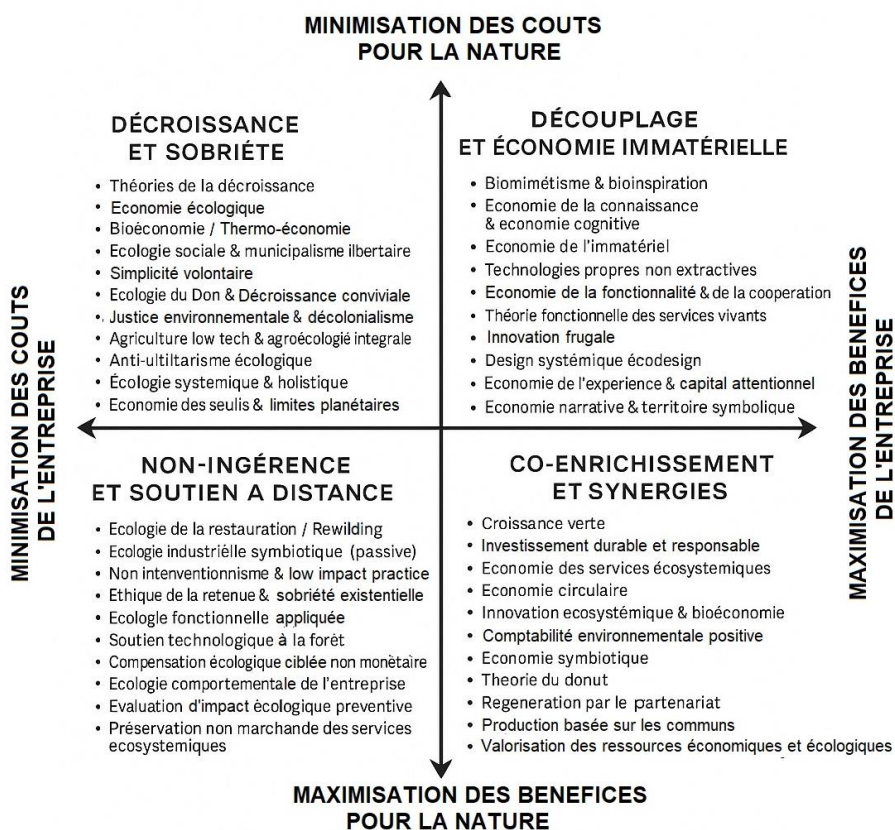 MINIMISATION DES COUTS
POUR LA NATURE
DÉCROISSANCE
ET SOBRIÉTE
• Théories de la décroissance
• Economie écologique
• Bioéconomie / Thermo-économie
• Ecologie sociale & municipalisme ilbertaire
• Simplicité volontaire
• Ecologie du Don & Décroissance conviviale
• Justice environnementale & décolonialisme
• Agriculture low tech & agroécologié integrale
• Anti-ultiltarisme écologique
• Écologie systemique & holistique
• Economie des seulis & limites planétaires
DÉCOUPLAGE
ET ÉCONOMIE IMMATÉRIELLE
• Biomimétisme & bioinspiration
• Economie de la connaissance
& economie cognitive
• Economie de l'immatériel
• Technologies propres non extractives
• Economie de la fonctionnalité & de la cooperation
• Théorie fonctionnelle des services vivants
• Innovation frugale
• Design systémique écodesign
• Economie de l'experience & capital attentionnel
• Economie narrative & territoire symbolique
MINIMISATION DES COUTS
DE L'ENTREPRISE
MAXIMISATION DES BENEFICES
DE L'ENTREPRISE
NON-INGÉRENCE
ET SOUTIEN A DISTANCE
• Ecologie de la restauration / Rewilding
• Ecologie industriélle symbiotique (passive)
• Non interventionnisme & low impact practice
• Ethique de la retenue & sobriété existentielle
• Ecologie fonctionnelle appliquée
• Soutien technologique à la forèt
• Compensation écologique ciblée non monètaire
• Ecologie comportementale de l'entreprise
• Evaluation d'impact écologique preventive
• Préservation non marchande des services
ecosystemiques
CO-ENRICHISSEMENT
ET SYNERGIES
• Croissance verte
• Investissement durable et responsable
• Economie des services écosystemiques
• Economie circulaire
• Innovation ecosystémique & bioéconomie
• Comptabilité environnementale positive
• Economie symbiotique
• Theorie du donut
• Regeneration par le partenariat
• Production basée sur les communs
• Valorisation des ressources économiques et écologiques
MAXIMISATION DES BENEFICES
POUR LA NATURE